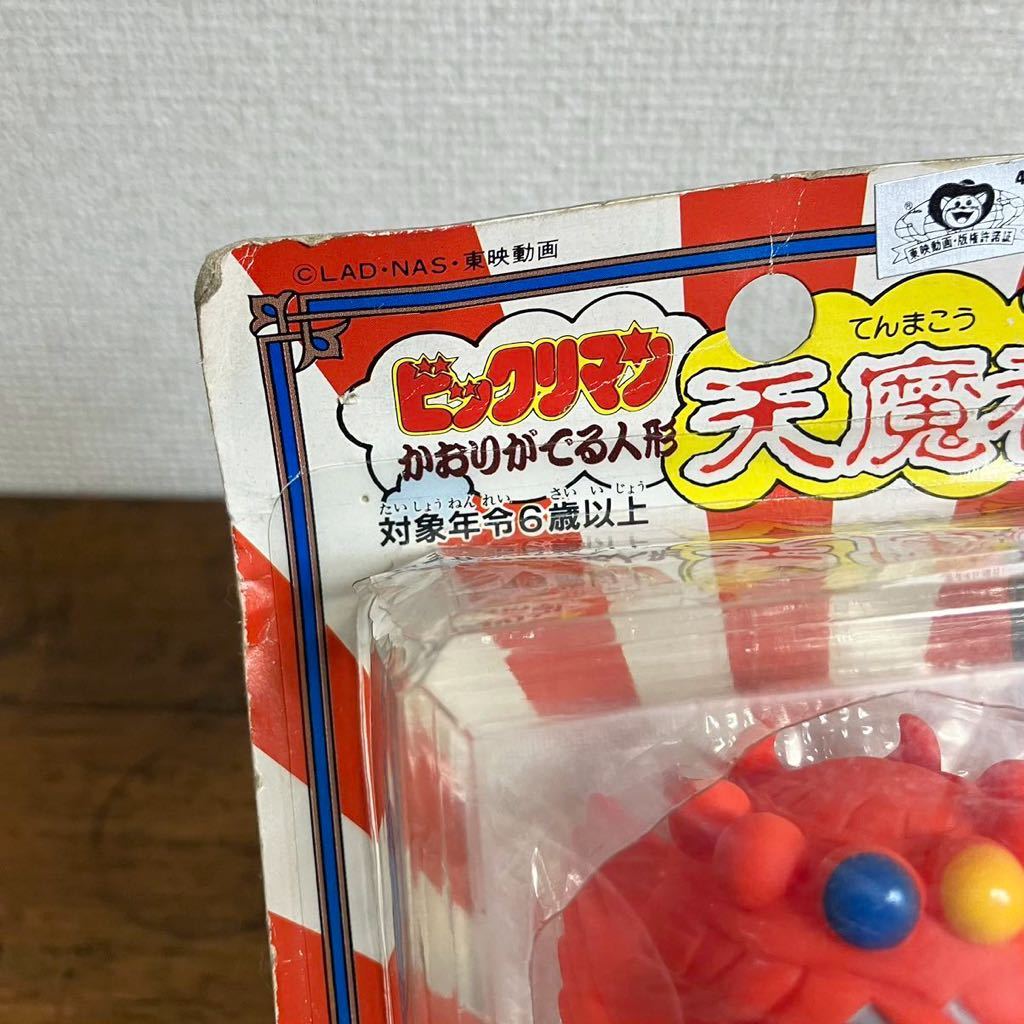 ©LAD・NAS・東映動画
®
4
東映動画・版権許諾証
ビックリマン
かおりがでる人形
てんまこう
天魔
たいしょうねんれい さいいじょう
対象年令6歳以上